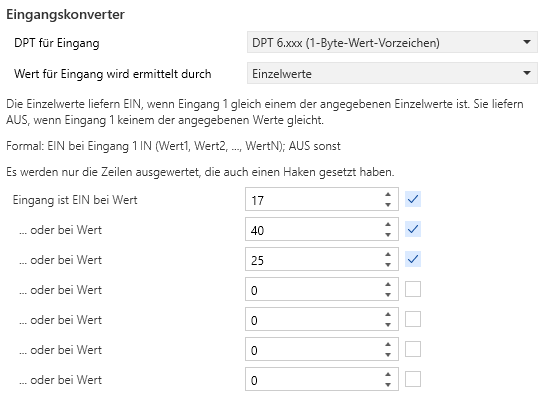 Eingangskonverter
DPT für Eingang DPT 6.xxx (1-Byte-Wert-Vorzeichen)
Wert für Eingang wird ermittelt durch Einzelwerte
Die Einzelwerte liefern EIN, wenn Eingang 1 gleich einem der angegebenen Einzelwerte ist. Sie liefern
AUS, wenn Eingang 1 keinem der angegebenen Werte gleicht.
Formal: EIN bei Eingang 1 IN (Wert1, Wert2, ..., WertN); AUS sonst
Es werden nur die Zeilen ausgewertet, die auch einen Haken gesetzt haben.
Eingang ist EIN bei Wert 17
... oder bei Wert 40
... oder bei Wert 25
... oder bei Wert 0
... oder bei Wert 0
... oder bei Wert 0
... oder bei Wert 0